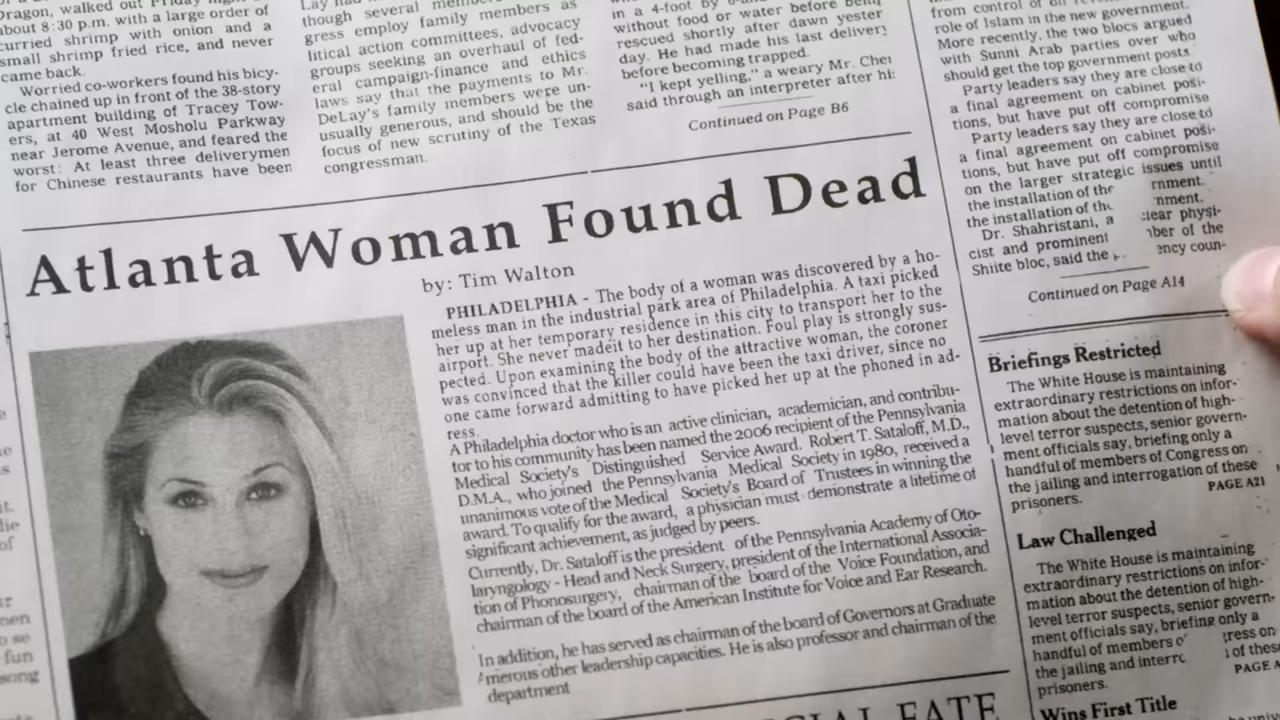 Dragon, walked out Friday night
about 8:30 p.m. with a large order of
curried shrimp with onion and a
small shrimp fried rice, and never
came back.
Worried co-workers found his bicy-
cle chained up in front of the 38-story
apartment building of Tracey Tow-
ers, at 40 West Mosholu Parkway
near Jerome Avenue, and feared the
worst: At least three deliverymen
for Chinese restaurants have been
though several
gress employ family members as
litical action committees, advocacy
groups seeking an overhaul of fed-
eral campaign-finance and ethics
laws say that the payments to Mr.
DeLay's family members were un-
usually generous, and should be the
focus of new scrutiny of the Texas
congressman.
in a 4-foot by
without food or water before being
rescued shortly after dawn yester
day. He had made his last delivery
before becoming trapped.
"I kept yelling," a weary Mr. Chen
said through an interpreter after hi
Continued on Page B6
from control of
role of Islam in the new government.
More recently, the two blocs argued
with Sunni Arab parties over who
should get the top government posts.
Party leaders say they are close to
a final agreement on cabinet posi-
tions, but have put off compromise
Party leaders say they are close to
a final agreement on cabinet posi-
tions, but have put off compromise
on the larger strategic issues until
the installation of the rnment.
the installation of the nment.
Dr. Shahristani, a clear physi-
cist and prominent ber of the
Shiite bloc, said the ency coun-
Continued on Page A14
Atlanta Woman Found Dead
by: Tim Walton
PHILADELPHIA - The body of a woman was discovered by a ho-
meless man in the industrial park area of Philadelphia. A taxi picked
her up at her temporary residence in this city to transport her to the
airport. She never madeit to her destination. Foul play is strongly sus-
pected. Upon examining the body of the attractive woman, the coroner
was convinced that the killer could have been the taxi driver, since no
one came forward admitting to have picked her up at the phoned in ad-
ress.
A Philadelphia doctor who is an active clinician, academician, and contribu-
tor to his community has been named the 2006 recipient of the Pennsylvania
Medical Society's Distinguished Service Award. Robert T. Sataloff, M.D.,
D.M.A., who joined the Pennsylvania Medical Society in 1980, received a
unanimous vote of the Medical Society's Board of Trustees in winning the
award. To qualify for the award, a physician must demonstrate a lifetime of
significant achievement, as judged by peers.
Currently, Dr. Sataloff is the president of the Pennsylvania Academy of Oto-
laryngology - Head and Neck Surgery, president of the International Associa-
tion of Phonosurgery, chairman of the board of the Voice Foundation, and
chairman of the board of the American Institute for Voice and Ear Research.
In addition, he has served as chairman of the board of Governors at Graduate
merous other leadership capacities. He is also professor and chairman of the
department
Briefings Restricted
The White House is maintaining
extraordinary restrictions on infor-
mation about the detention of high-
level terror suspects, senior govern-
ment officials say, briefing only a
handful of members of Congress on
the jailing and interrogation of these
prisoners.
PAGE A21
Law Challenged
The White House is maintaining
extraordinary restrictions on infor-
mation about the detention of high-
level terror suspects, senior govern-
ment officials say, briefing only a
handful of members o gress on
the jailing and interro of these
prisoners.
PAGE A
Wins First Title
FATE